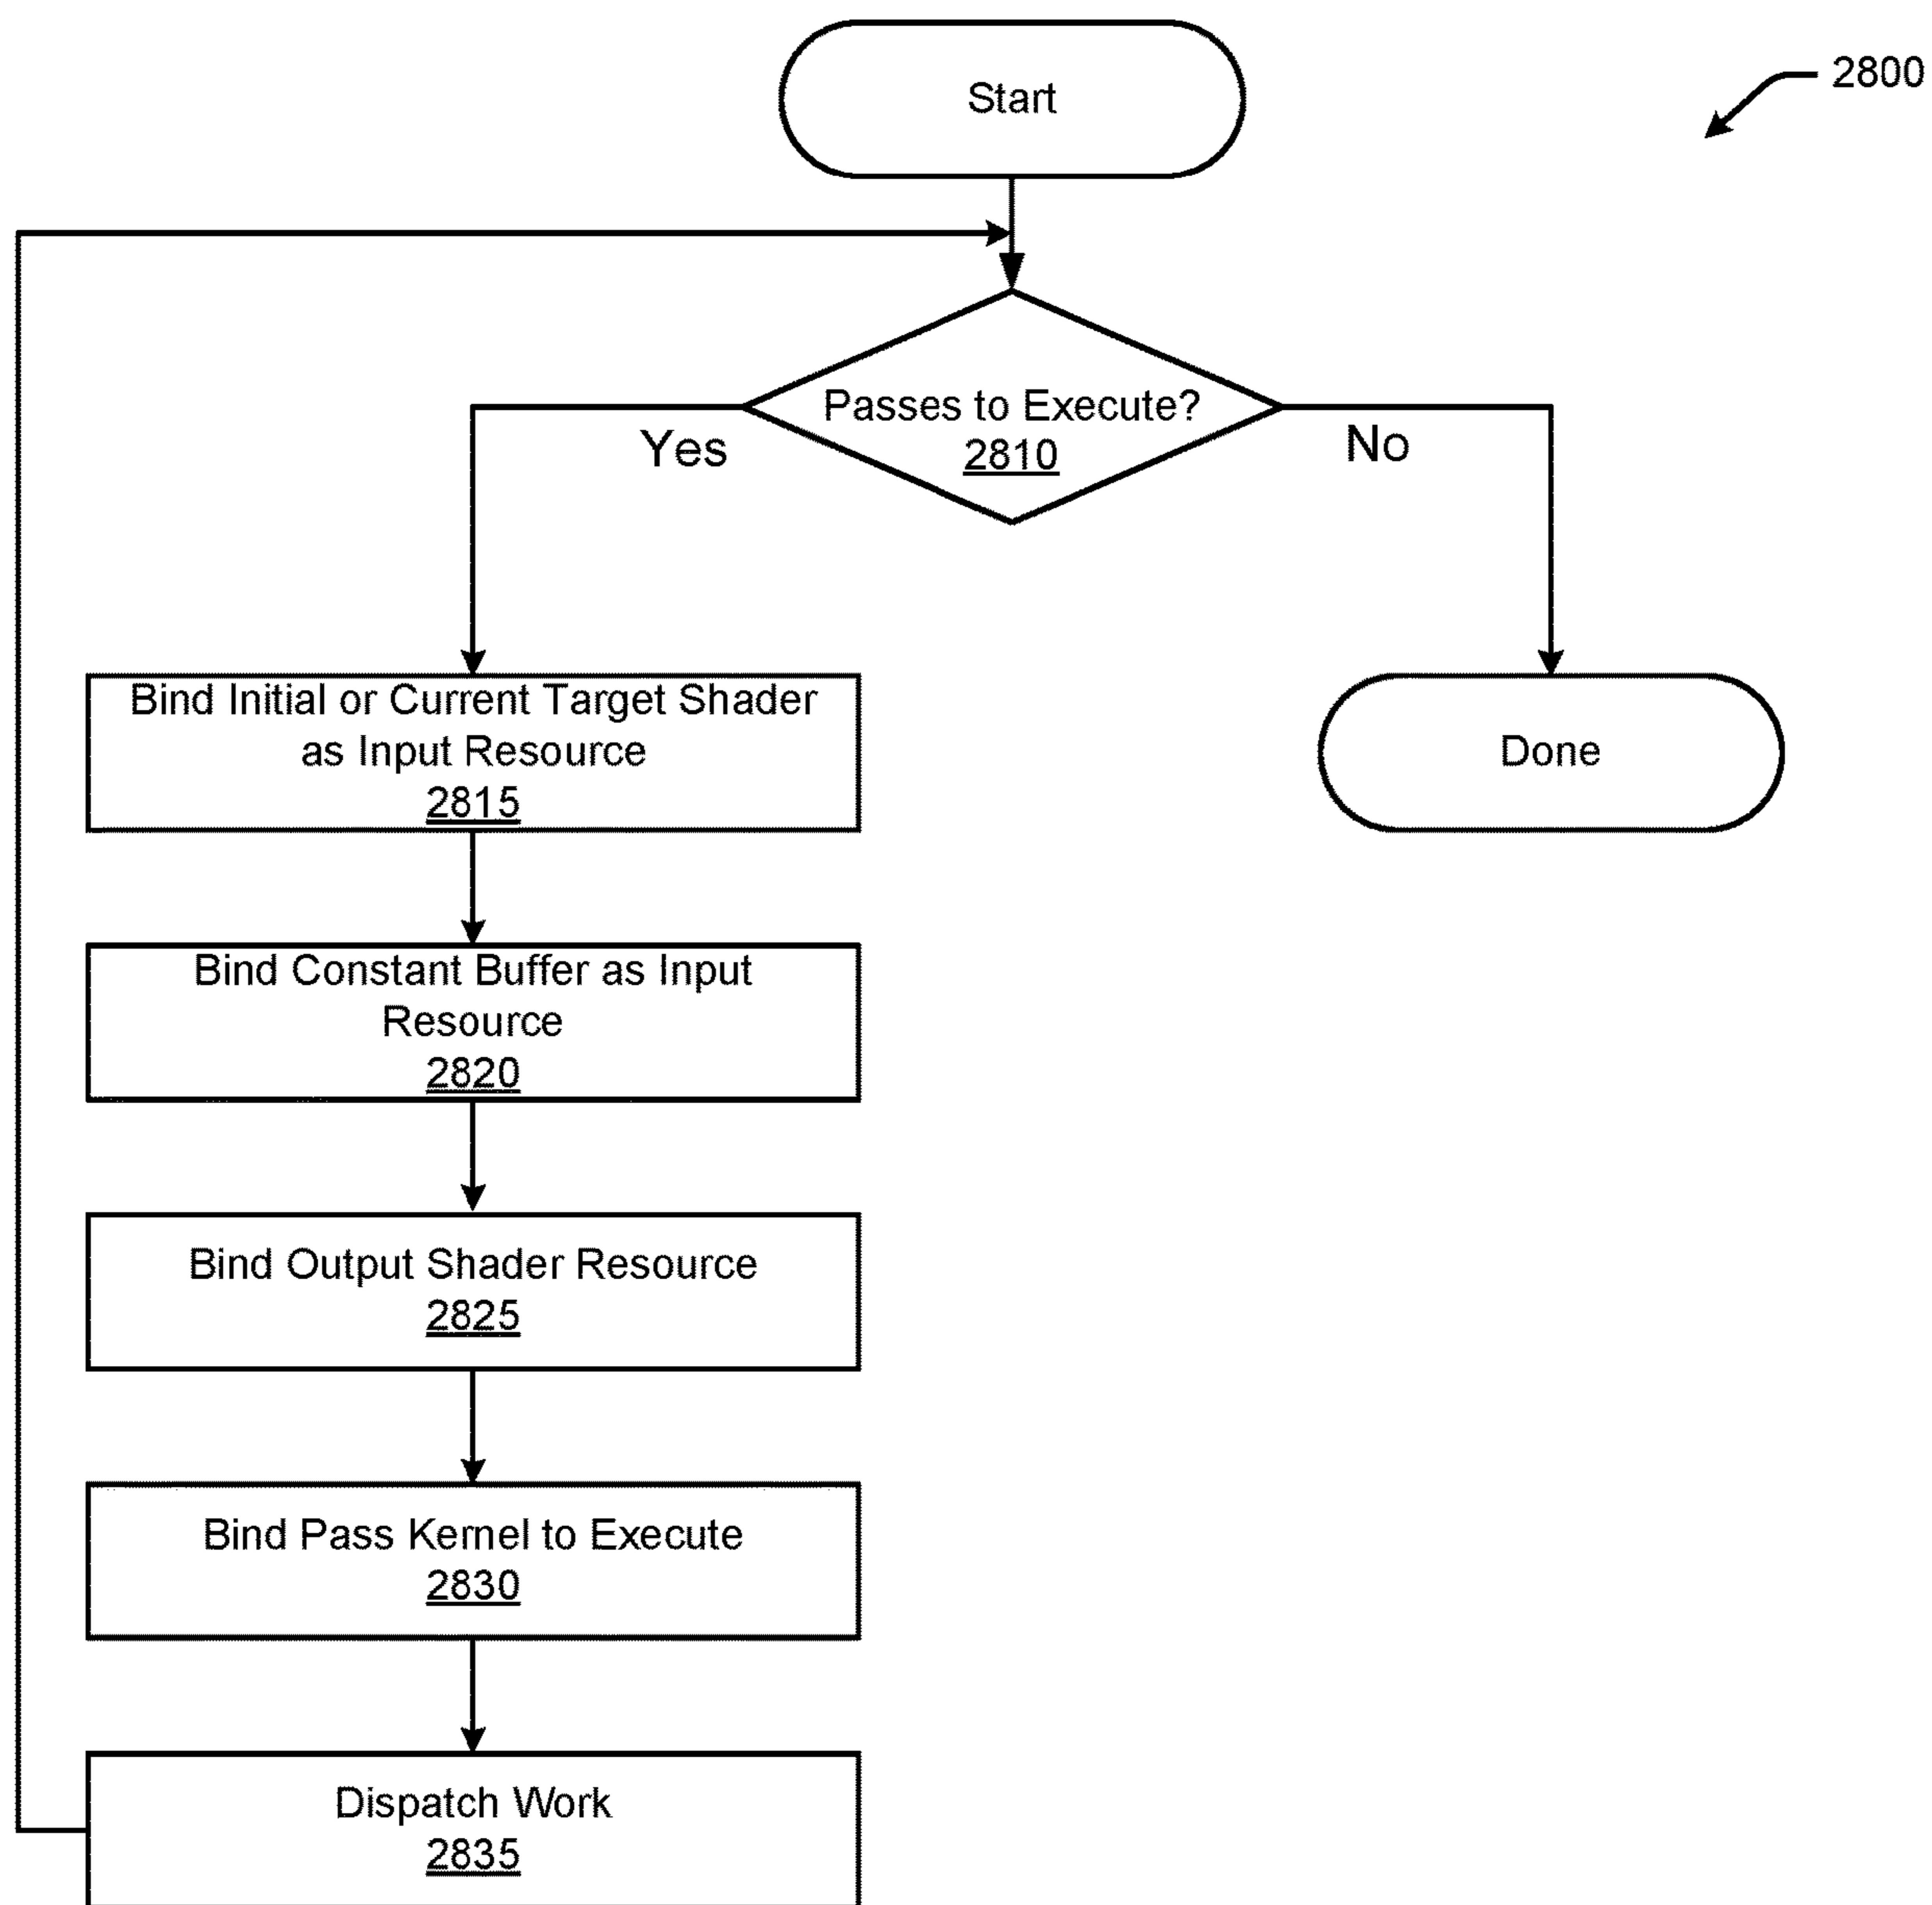 Start
2800
Passes to Execute?
2810
Yes
No
Bind Initial or Current Target Shader
as Input Resource
2815
Done
Bind Constant Buffer as Input
Resource
2820
Bind Output Shader Resource
2825
Bind Pass Kernel to Execute
2830
Dispatch Work
2835